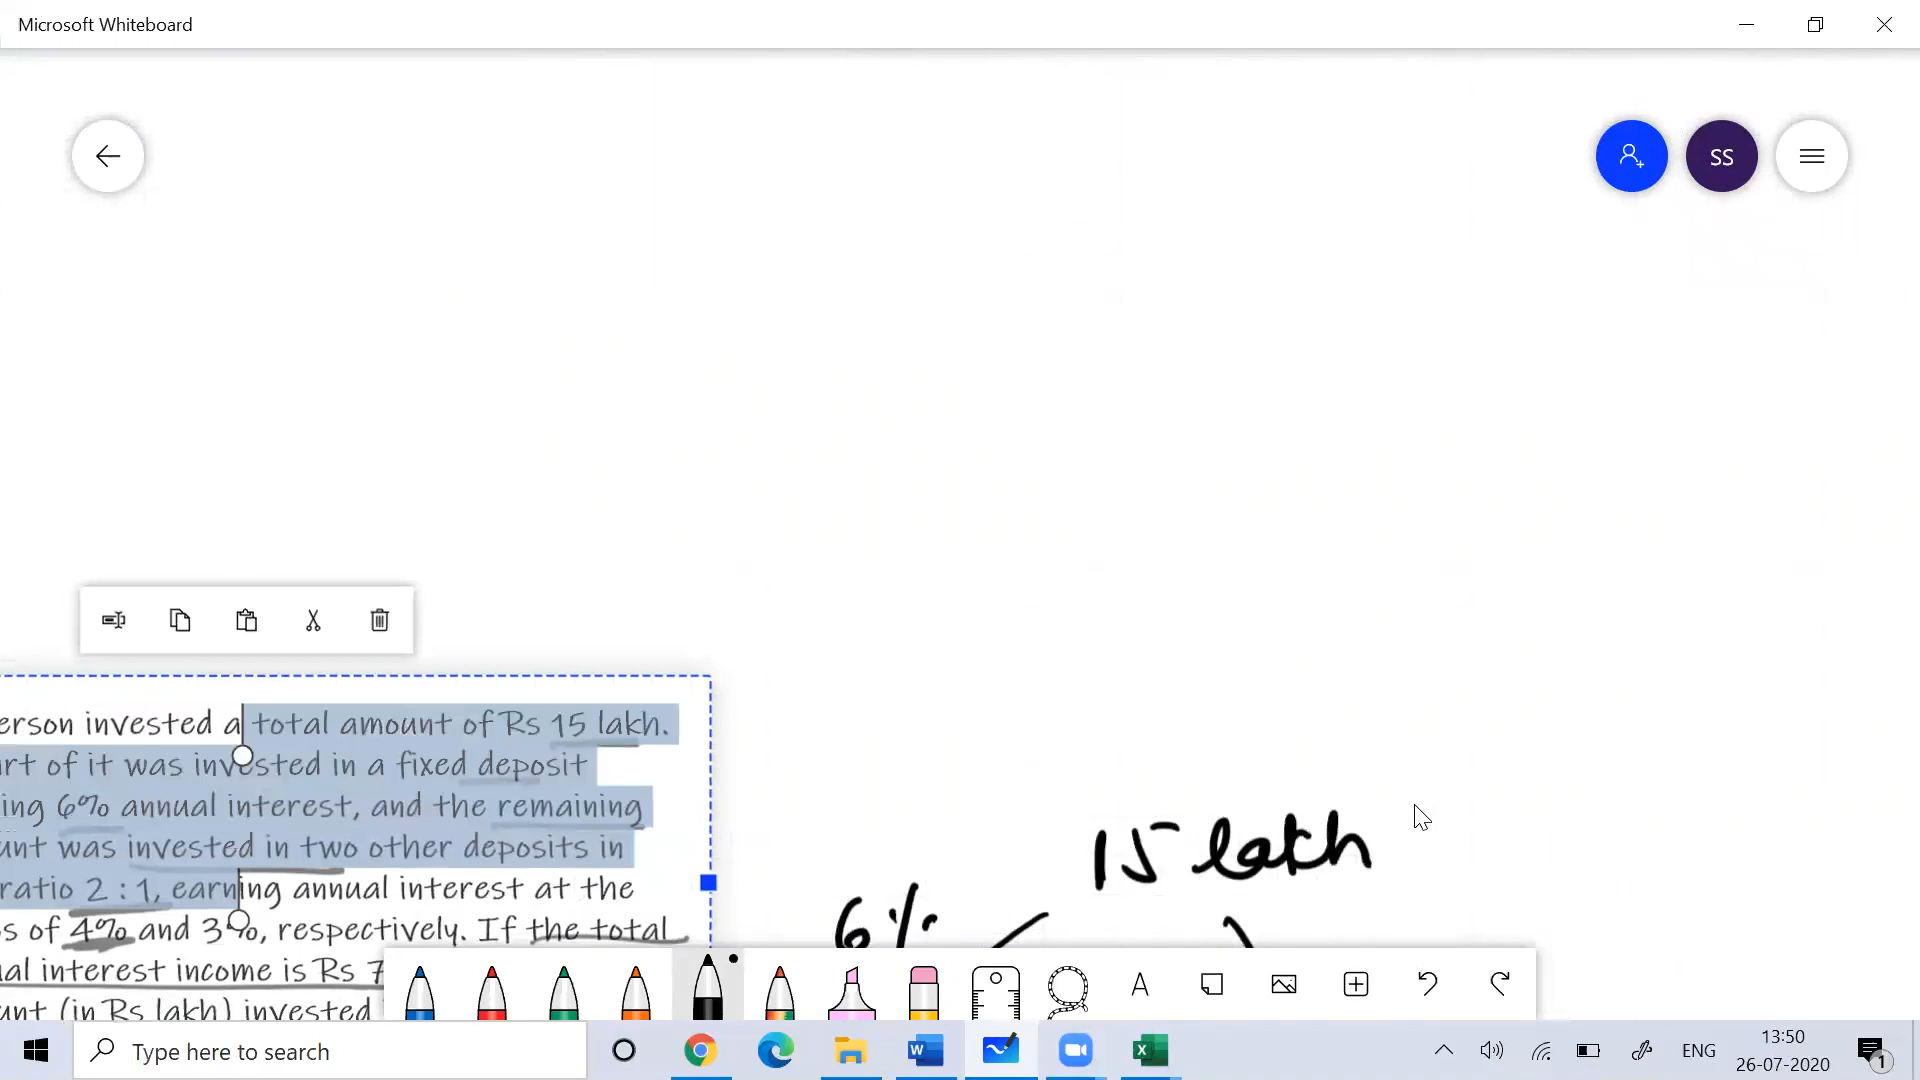 Microsoft Whiteboard
SS
erson invested a total amount of Rs 15 lakh.
rt of it was invested in a fixed deposit
ing 6% annual interest, and the remaining
unt was invested in two other deposits in
ratio 2 : 1, earning annual interest at the
s of 4% and 3%, respectively. If the total
al interest income is Rs 7
unt (in Rs lakh) invested
15 lakh
6%
A
Type here to search
ENG
13:50
26-07-2020
1